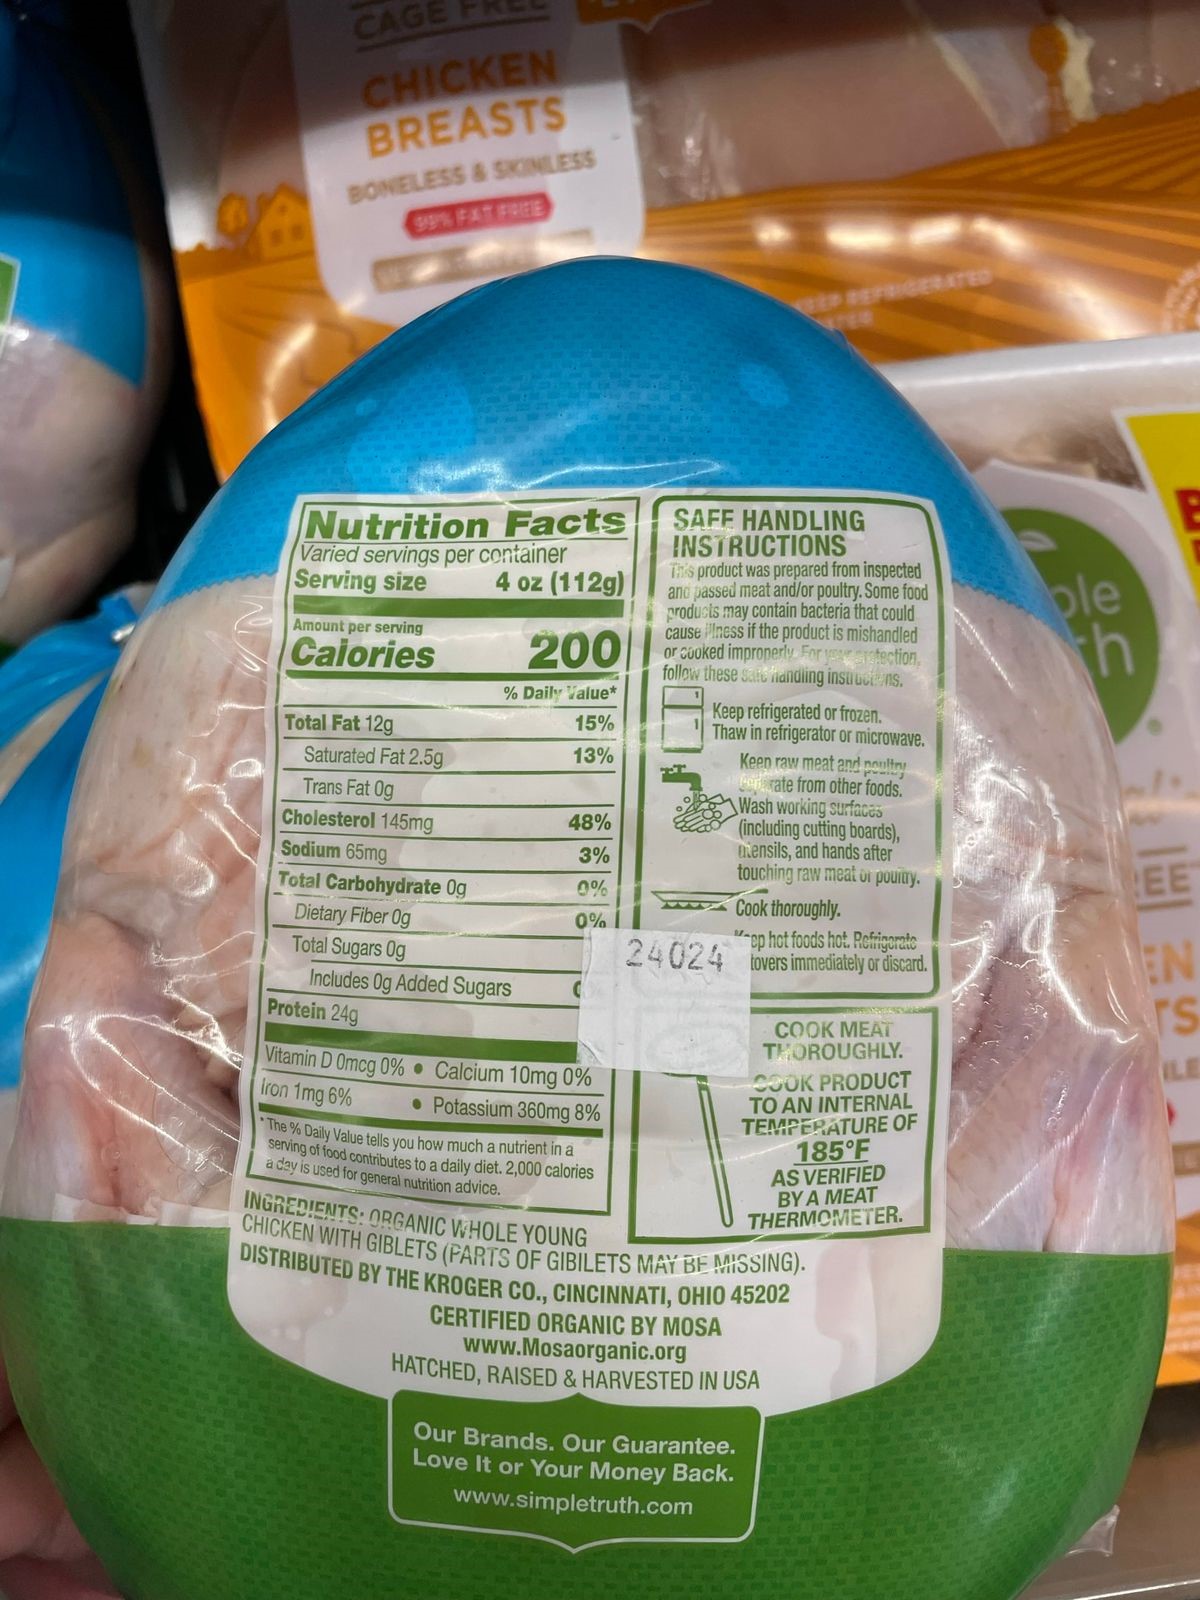 CAGE FREE
CHICKEN
BREASTS
BONELESS & SKINLESS
99% FAT FREE
KEEP REFRIGERATED
Nutrition Facts
Varied servings per container
Serving size 4 oz (112g)
Amount per serving
Calories 200
% Daily Value*
Total Fat 12g 15%
Saturated Fat 2.5g 13%
Trans Fat 0g
Cholesterol 145mg 48%
Sodium 65mg 3%
Total Carbohydrate 0g 0%
Dietary Fiber 0g 0%
Total Sugars 0g
Includes 0g Added Sugars
Protein 24g
Vitamin D 0mcg 0% • Calcium 10mg 0%
Iron 1mg 6% • Potassium 360mg 8%
*The % Daily Value tells you how much a nutrient in a
serving of food contributes to a daily diet. 2,000 calories
a day is used for general nutrition advice.
SAFE HANDLING
INSTRUCTIONS
This product was prepared from inspected
and passed meat and/or poultry. Some food
products may contain bacteria that could
cause illness if the product is mishandled
or cooked improperly. For your protection,
follow these safe handling instructions.
Keep refrigerated or frozen.
Thaw in refrigerator or microwave.
Keep raw meat and poultry
separate from other foods.
Wash working surfaces
(including cutting boards),
utensils, and hands after
touching raw meat or poultry.
Cook thoroughly.
Keep hot foods hot. Refrigerate
tovers immediately or discard.
24024
COOK MEAT
THOROUGHLY.
COOK PRODUCT
TO AN INTERNAL
TEMPERATURE OF
185°F
AS VERIFIED
BY A MEAT
THERMOMETER.
INGREDIENTS: ORGANIC WHOLE YOUNG
CHICKEN WITH GIBLETS (PARTS OF GIBILETS MAY BE MISSING).
DISTRIBUTED BY THE KROGER CO., CINCINNATI, OHIO 45202
CERTIFIED ORGANIC BY MOSA
www.Mosaorganic.org
HATCHED, RAISED & HARVESTED IN USA
Our Brands. Our Guarantee.
Love It or Your Money Back.
www.simpletruth.com